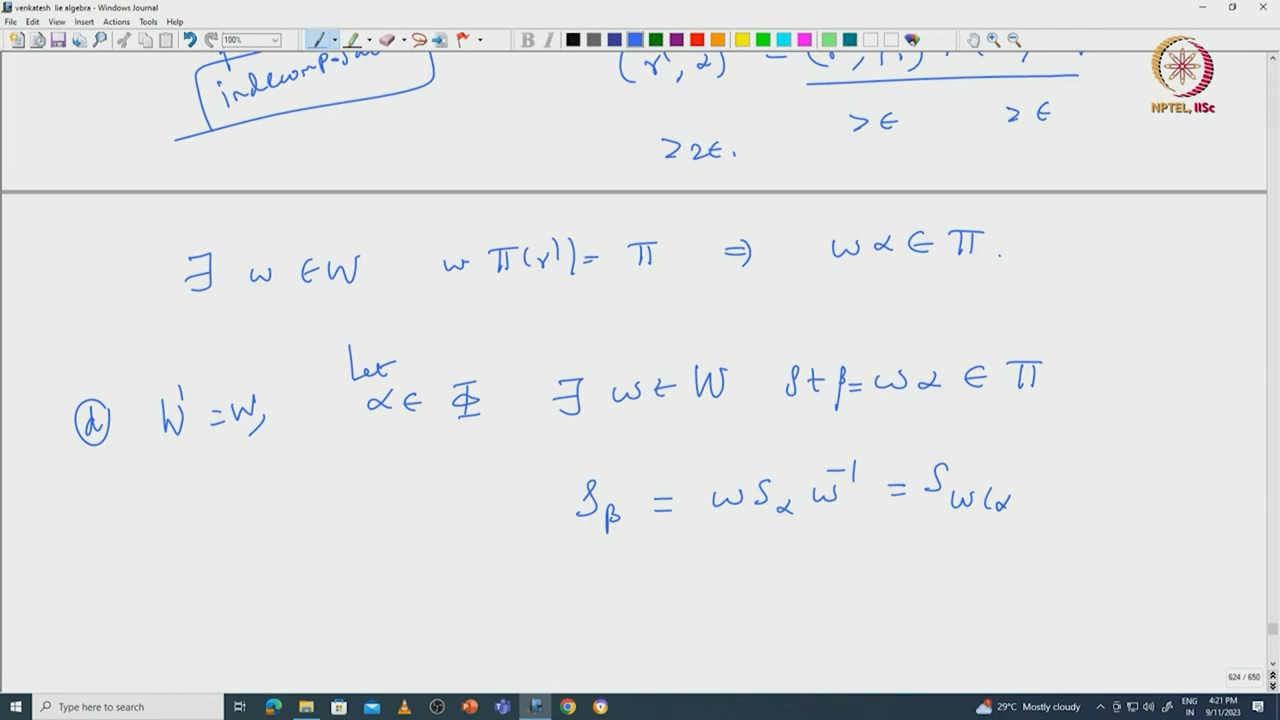 venkatesh lie algebra - Windows Journal
File Edit View Insert Actions Tools Help
100%
B I
indecomposable
(γ', α) =
> ϵ ≥ ϵ
≥ 2ϵ.
NPTEL, IISc
∃ w ∈ W w Π(γ') = Π ⇒ wα ∈ Π.
(d) W' = W, Let α ∈ Φ ∃ w ∈ W st β = wα ∈ Π
S_β = w S_α w^{-1} = S_{w(α
624 / 650
Type here to search
29°C Mostly cloudy
ENG
IN
4:21 PM
9/11/2023